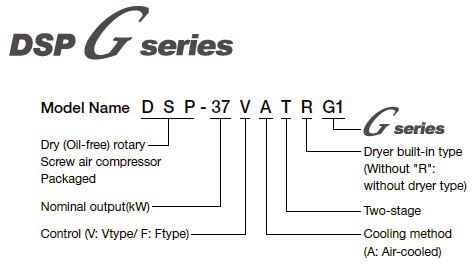 DSP G series
Model Name D S P - 37 V A T R G1
G series
Dry (Oil-free) rotary
Screw air compressor
Packaged
Dryer built-in type
(Without "R":
without dryer type)
Nominal output(kW)
Two-stage
Control (V: Vtype/ F: Ftype)
Cooling method
(A: Air-cooled)